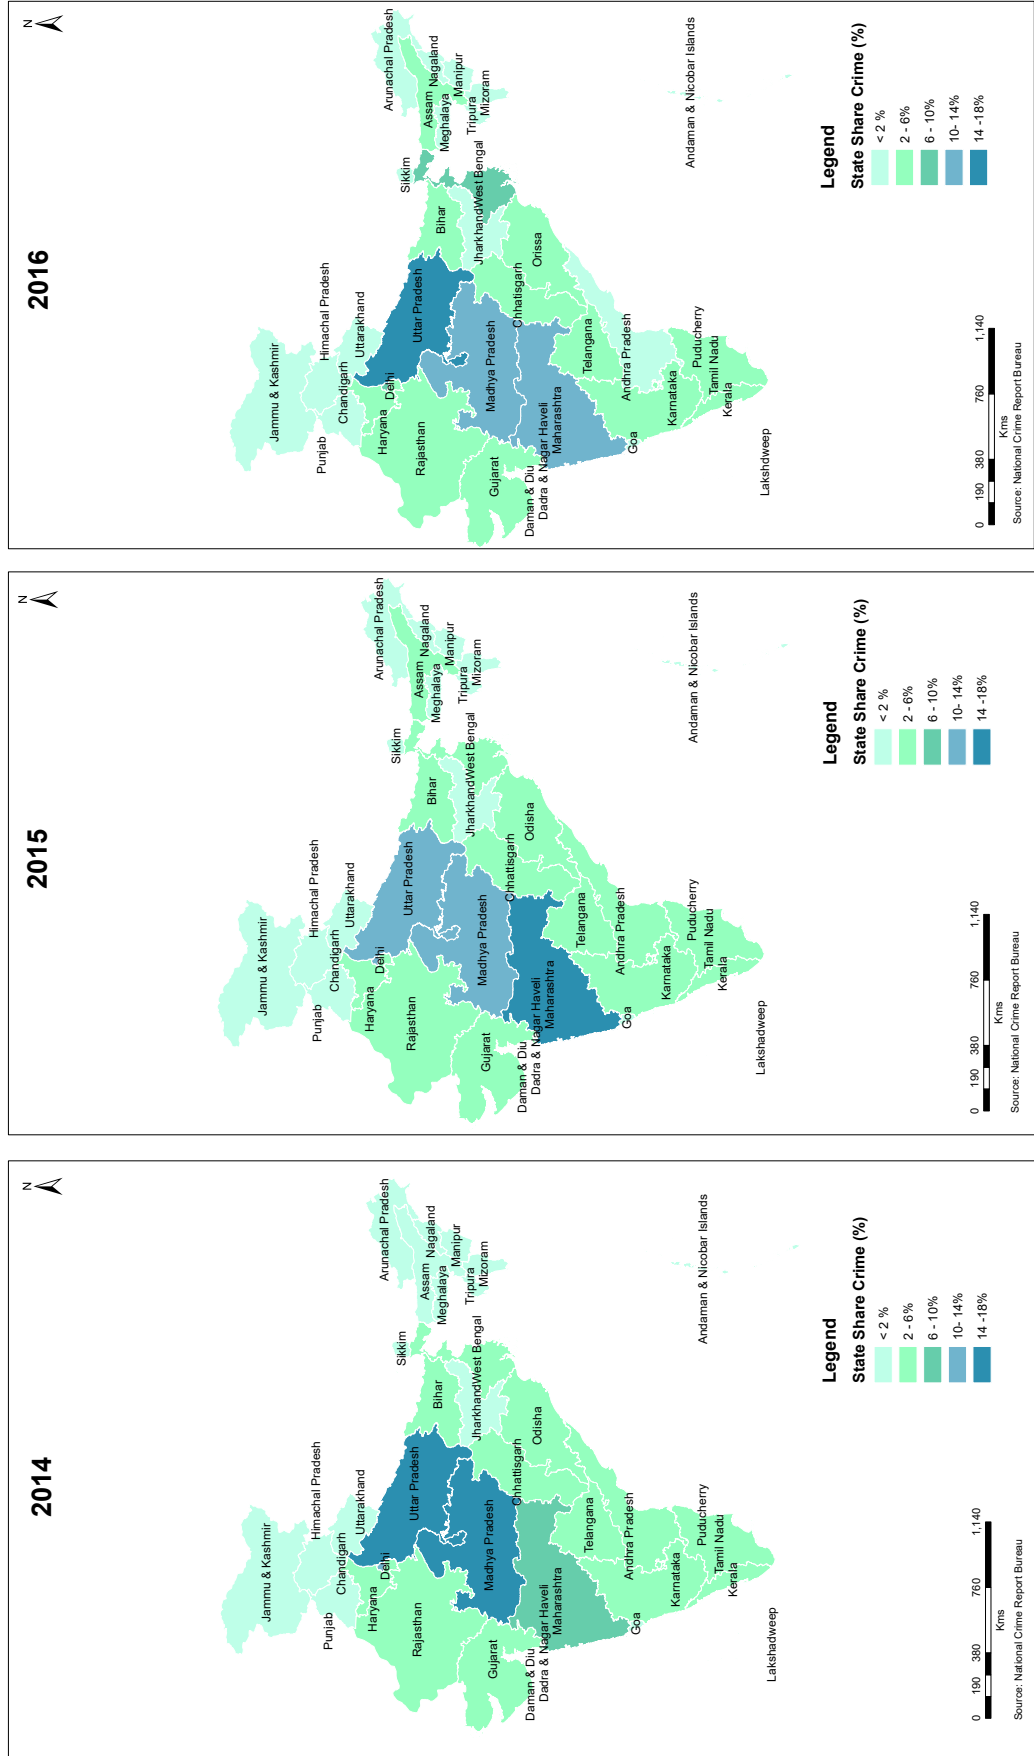 2014
N
Jammu & Kashmir
Himachal Pradesh
Punjab
Chandigarh
Uttarakhand
Haryana
Delhi
Arunachal Pradesh
Rajasthan
Uttar Pradesh
Sikkim
Assam
Nagaland
Bihar
Meghalaya
Manipur
Tripura
Mizoram
Gujarat
Madhya Pradesh
Jharkhand
West Bengal
Chhattisgarh
Daman & Diu
Dadra & Nagar Haveli
Maharashtra
Odisha
Telangana
Goa
Andhra Pradesh
Karnataka
Puducherry
Tamil Nadu
Kerala
Andaman & Nicobar Islands
Lakshadweep
Legend
State Share Crime (%)
< 2 %
2 - 6%
6 - 10%
10- 14%
14 -18%
0 190 380 760 1,140
Kms
Source: National Crime Report Bureau
2015
N
Jammu & Kashmir
Himachal Pradesh
Punjab
Chandigarh
Uttarakhand
Haryana
Delhi
Arunachal Pradesh
Rajasthan
Uttar Pradesh
Sikkim
Assam
Nagaland
Bihar
Meghalaya
Manipur
Tripura
Mizoram
Gujarat
Madhya Pradesh
Jharkhand
West Bengal
Chhattisgarh
Daman & Diu
Dadra & Nagar Haveli
Maharashtra
Odisha
Telangana
Goa
Andhra Pradesh
Karnataka
Puducherry
Tamil Nadu
Kerala
Andaman & Nicobar Islands
Lakshadweep
Legend
State Share Crime (%)
< 2 %
2 - 6%
6 - 10%
10- 14%
14 -18%
0 190 380 760 1,140
Kms
Source: National Crime Report Bureau
2016
N
Jammu & Kashmir
Himachal Pradesh
Punjab
Chandigarh
Uttarakhand
Haryana
Delhi
Arunachal Pradesh
Rajasthan
Uttar Pradesh
Sikkim
Assam
Nagaland
Bihar
Meghalaya
Manipur
Tripura
Mizoram
Gujarat
Madhya Pradesh
Jharkhand
West Bengal
Chhattisgarh
Daman & Diu
Dadra & Nagar Haveli
Maharashtra
Orissa
Telangana
Goa
Andhra Pradesh
Karnataka
Puducherry
Tamil Nadu
Kerala
Andaman & Nicobar Islands
Lakshdweep
Legend
State Share Crime (%)
< 2 %
2 - 6%
6 - 10%
10- 14%
14 -18%
0 190 380 760 1,140
Kms
Source: National Crime Report Bureau